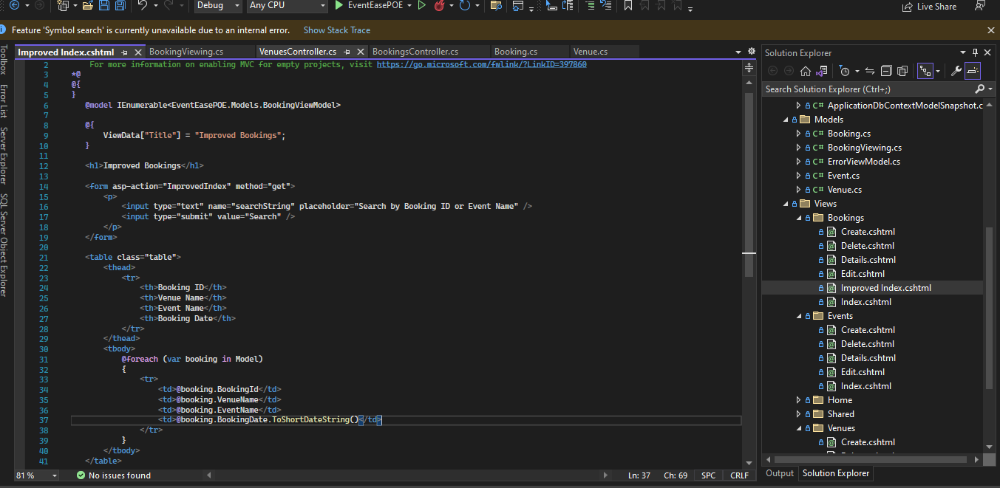 Debug
Any CPU
EventEasePOE
Live Share
Feature 'Symbol search' is currently unavailable due to an internal error.
Show Stack Trace
Toolbox
Error List
Server Explorer
SQL Server Object Explorer
Improved Index.cshtml
BookingViewing.cs
VenuesController.cs
BookingsController.cs
Booking.cs
Venue.cs
2 For more information on enabling MVC for empty projects, visit https://go.microsoft.com/fwlink/?LinkID=397860
3 *@
4 @{
5 }
6 @model IEnumerable<EventEasePOE.Models.BookingViewModel>
7
8 @{
9 ViewData["Title"] = "Improved Bookings";
10 }
11
12 <h1>Improved Bookings</h1>
13
14 <form asp-action="ImprovedIndex" method="get">
15 <p>
16 <input type="text" name="searchString" placeholder="Search by Booking ID or Event Name" />
17 <input type="submit" value="Search" />
18 </p>
19 </form>
20
21 <table class="table">
22 <thead>
23 <tr>
24 <th>Booking ID</th>
25 <th>Venue Name</th>
26 <th>Event Name</th>
27 <th>Booking Date</th>
28 </tr>
29 </thead>
30 <tbody>
31 @foreach (var booking in Model)
32 {
33 <tr>
34 <td>@booking.BookingId</td>
35 <td>@booking.VenueName</td>
36 <td>@booking.EventName</td>
37 <td>@booking.BookingDate.ToShortDateString()</td>
38 </tr>
39 }
40 </tbody>
41 </table>
81 %
No issues found
Ln: 37
Ch: 69
SPC
CRLF
Solution Explorer
Search Solution Explorer (Ctrl+;)
C# ApplicationDbContextModelSnapshot.c
Models
C# Booking.cs
C# BookingViewing.cs
C# ErrorViewModel.cs
C# Event.cs
C# Venue.cs
Views
Bookings
Create.cshtml
Delete.cshtml
Details.cshtml
Edit.cshtml
Improved Index.cshtml
Index.cshtml
Events
Create.cshtml
Delete.cshtml
Details.cshtml
Edit.cshtml
Index.cshtml
Home
Shared
Venues
Create.cshtml
Output
Solution Explorer